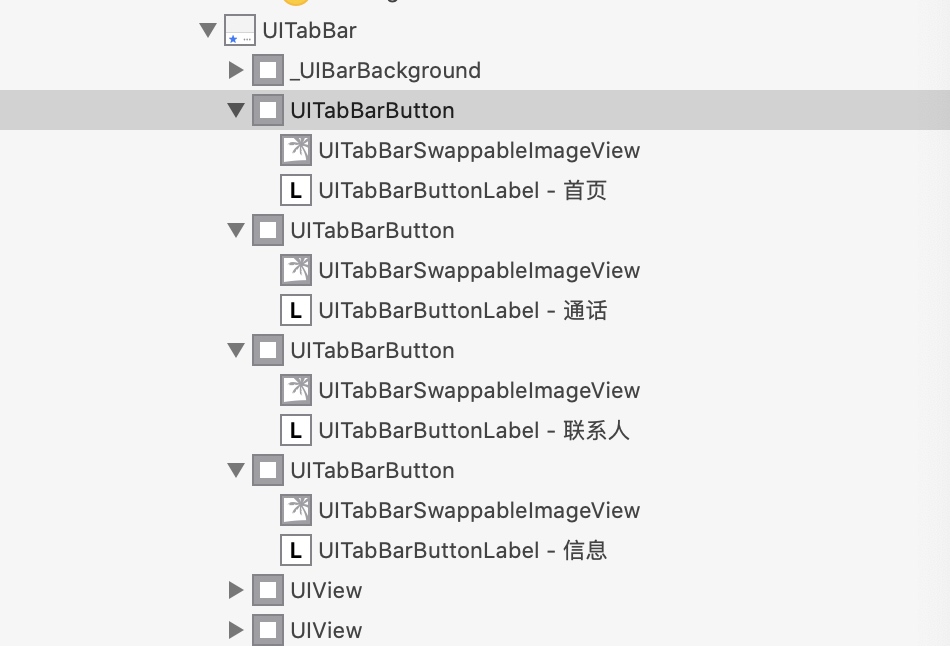 UITabBar
_UIBarBackground
UITabBarButton
UITabBarSwappableImageView
L UITabBarButtonLabel - 首页
UITabBarButton
UITabBarSwappableImageView
L UITabBarButtonLabel - 通话
UITabBarButton
UITabBarSwappableImageView
L UITabBarButtonLabel - 联系人
UITabBarButton
UITabBarSwappableImageView
L UITabBarButtonLabel - 信息
UIView
UIView